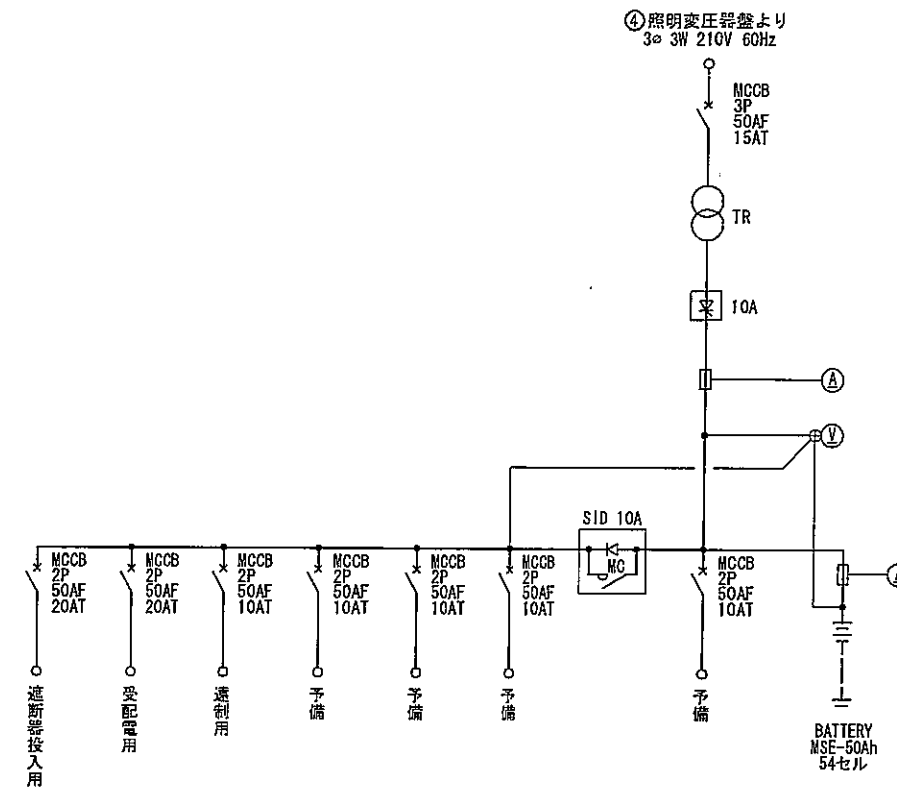 ④照明変圧器盤より
3ø 3W 210V 60Hz
MCCB
3P
50AF
15AT
TR
10A
A
V
SID 10A
MC
MCCB
2P
50AF
20AT
MCCB
2P
50AF
20AT
MCCB
2P
50AF
10AT
MCCB
2P
50AF
10AT
MCCB
2P
50AF
10AT
MCCB
2P
50AF
10AT
MCCB
2P
50AF
10AT
遮断器投入用
受配電用
遠制用
予備
予備
予備
予備
BATTERY
MSE-50Ah
54セル